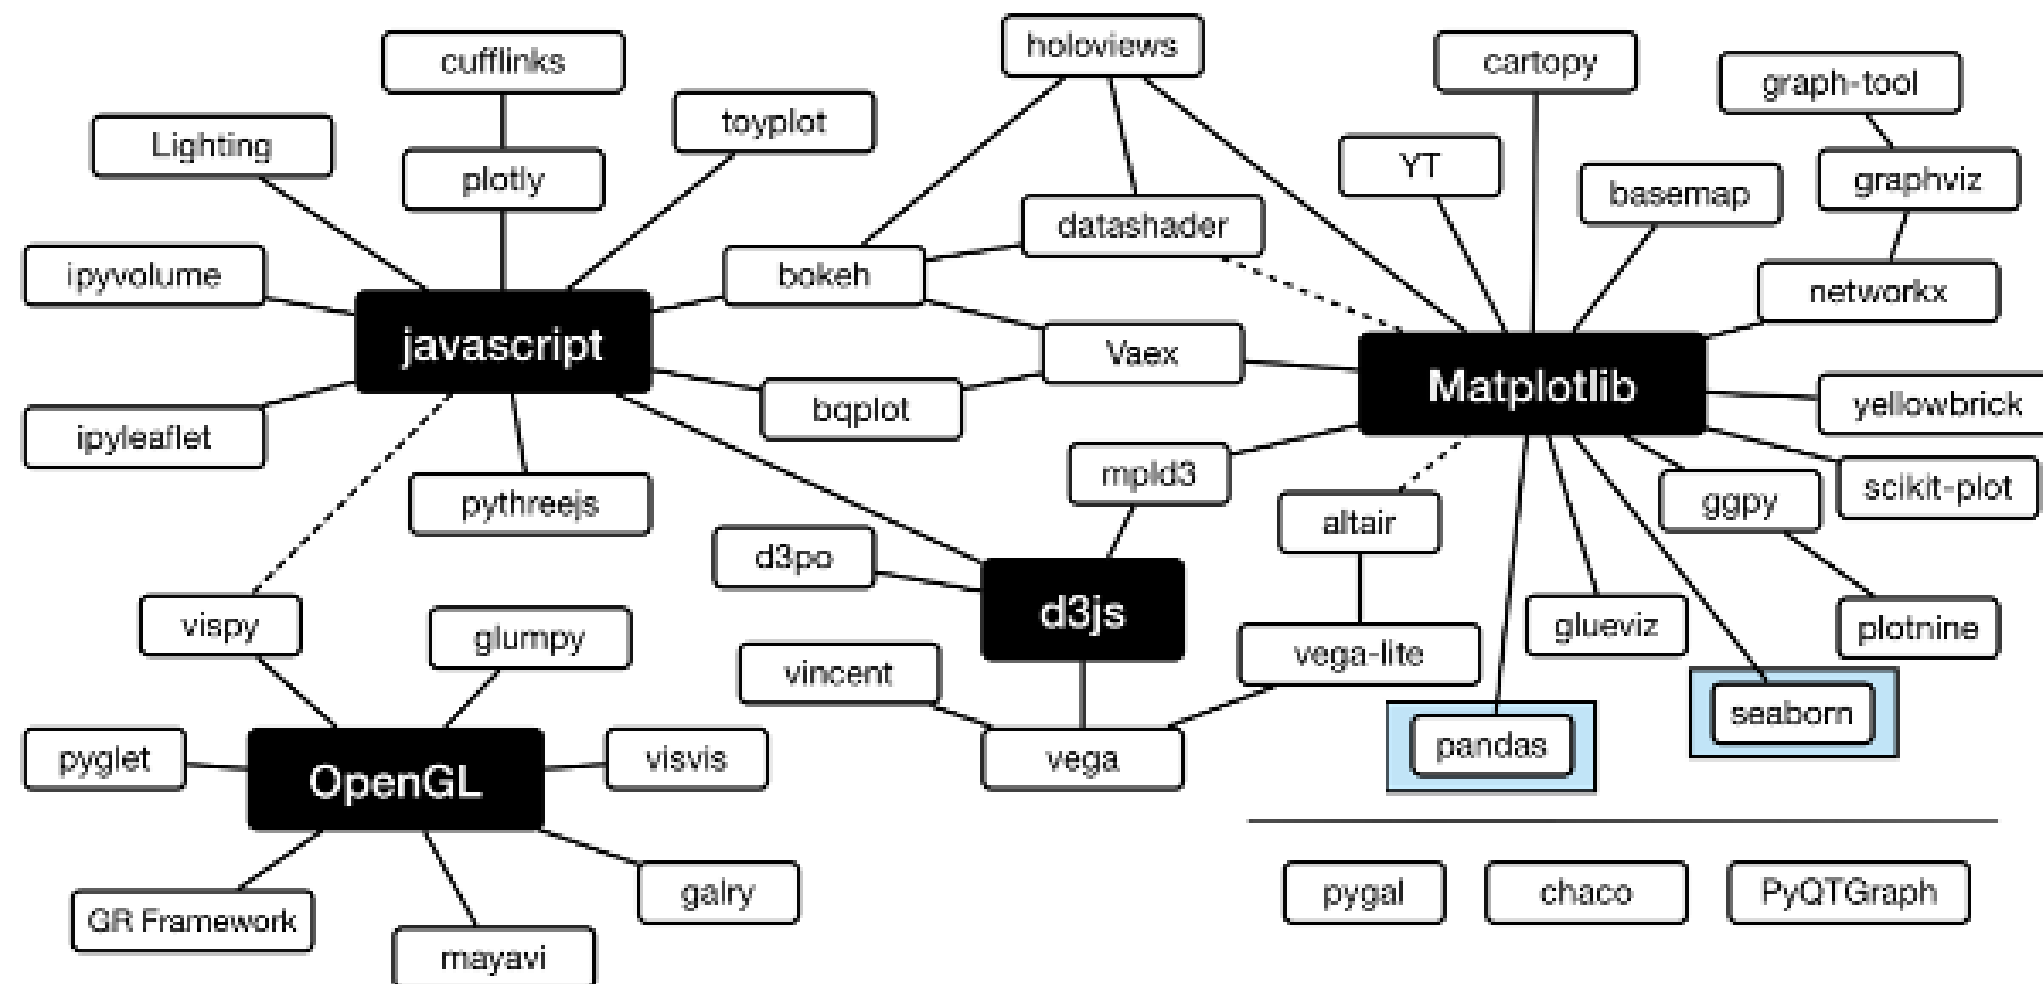 cufflinks
holoviews
cartopy
graph-tool
toyplot
Lighting
plotly
YT
basemap
graphviz
datashader
ipyvolume
bokeh
networkx
javascript
Vaex
Matplotlib
bqplot
yellowbrick
ipyleaflet
mpld3
scikit-plot
pythreejs
altair
ggpy
d3po
d3js
vispy
glumpy
glueviz
plotnine
vega-lite
vincent
seaborn
pandas
pyglet
visvis
vega
OpenGL
galry
pygal
chaco
PyQTGraph
GR Framework
mayavi